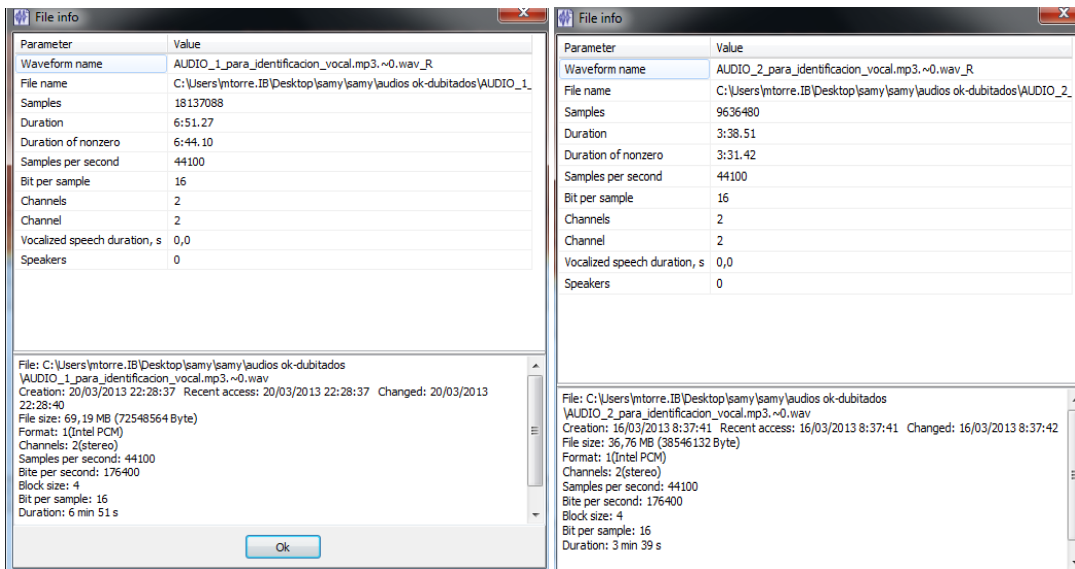 File info
Parameter Value
Waveform name AUDIO_1_para_identificacion_vocal.mp3.~0.wav_R
File name C:\Users\mtorre.IB\Desktop\samy\samy\audios ok-dubitados\AUDIO_1_
Samples 18137088
Duration 6:51.27
Duration of nonzero 6:44.10
Samples per second 44100
Bit per sample 16
Channels 2
Channel 2
Vocalized speech duration, s 0,0
Speakers 0
File: C:\Users\mtorre.IB\Desktop\samy\samy\audios ok-dubitados
\AUDIO_1_para_identificacion_vocal.mp3.~0.wav
Creation: 20/03/2013 22:28:37 Recent access: 20/03/2013 22:28:37 Changed: 20/03/2013
22:28:40
File size: 69,19 MB (72548564 Byte)
Format: 1(Intel PCM)
Channels: 2(stereo)
Samples per second: 44100
Bite per second: 176400
Block size: 4
Bit per sample: 16
Duration: 6 min 51 s
Ok
File info
Parameter Value
Waveform name AUDIO_2_para_identificacion_vocal.mp3.~0.wav_R
File name C:\Users\mtorre.IB\Desktop\samy\samy\audios ok-dubitados\AUDIO_2_
Samples 9636480
Duration 3:38.51
Duration of nonzero 3:31.42
Samples per second 44100
Bit per sample 16
Channels 2
Channel 2
Vocalized speech duration, s 0,0
Speakers 0
File: C:\Users\mtorre.IB\Desktop\samy\samy\audios ok-dubitados
\AUDIO_2_para_identificacion_vocal.mp3.~0.wav
Creation: 16/03/2013 8:37:41 Recent access: 16/03/2013 8:37:41 Changed: 16/03/2013 8:37:42
File size: 36,76 MB (38546132 Byte)
Format: 1(Intel PCM)
Channels: 2(stereo)
Samples per second: 44100
Bite per second: 176400
Block size: 4
Bit per sample: 16
Duration: 3 min 39 s